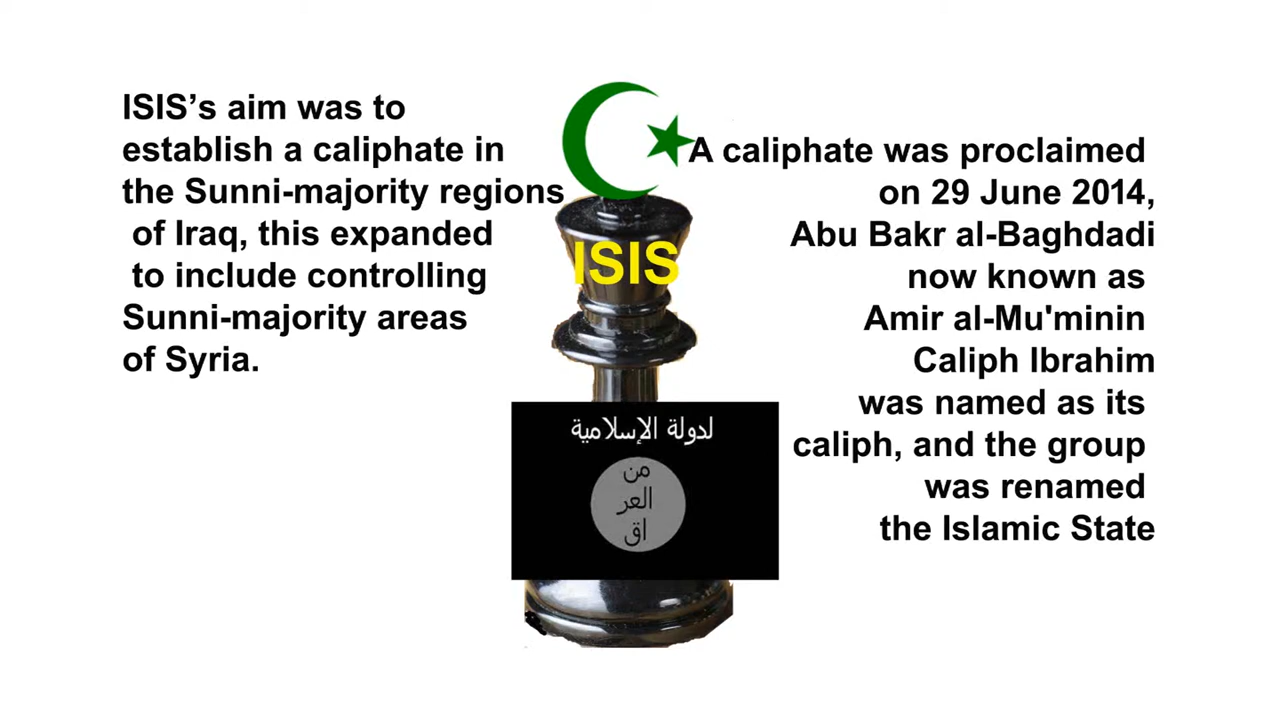 ISIS’s aim was to
establish a caliphate in
the Sunni-majority regions
of Iraq, this expanded
to include controlling
Sunni-majority areas
of Syria.
ISIS
لدولة الإسلامية
من
العر
اق
A caliphate was proclaimed
on 29 June 2014,
Abu Bakr al-Baghdadi
now known as
Amir al-Mu'minin
Caliph Ibrahim
was named as its
caliph, and the group
was renamed
the Islamic State